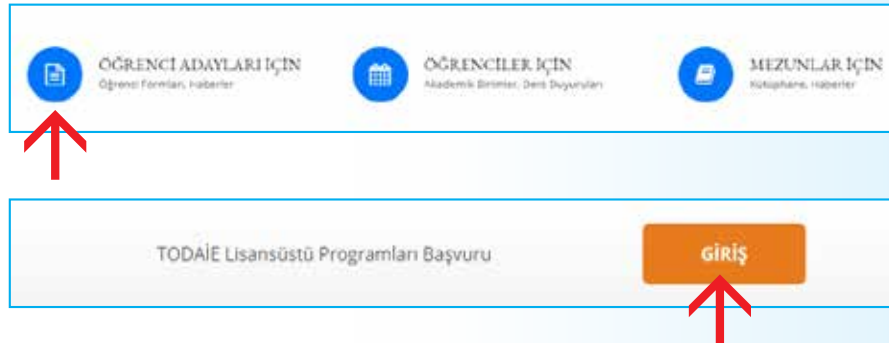 ÖĞRENCİ ADAYLARI İÇİN
Öğrenci Formları, Haberler
ÖĞRENCİLER İÇİN
Akademik Birimler, Ders Duyuruları
MEZUNLAR İÇİN
Kütüphane, Haberler
TODAİE Lisansüstü Programları Başvuru
GİRİŞ